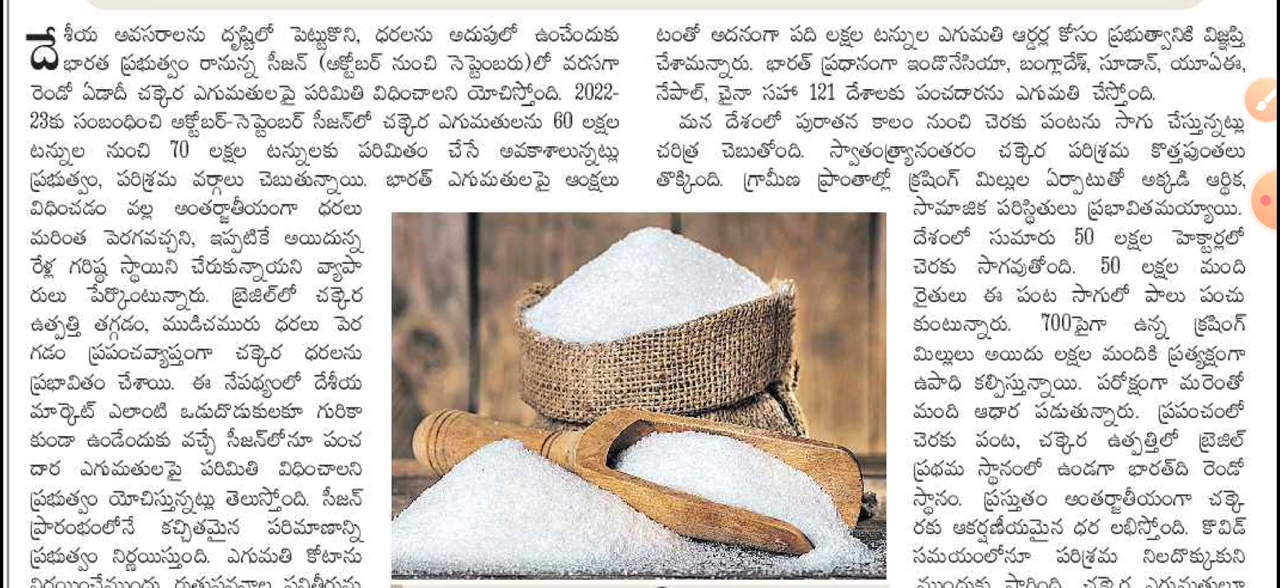 దేశీయ అవసరాలను దృష్టిలో పెట్టుకొని, ధరలను అదుపులో ఉంచేందుకు
భారత ప్రభుత్వం రానున్న సీజన్ (అక్టోబర్ నుంచి సెప్టెంబరు)లో వరసగా
రెండో ఏడాదీ చక్కెర ఎగుమతులపై పరిమితి విధించాలని యోచిస్తోంది. 2022-
23కు సంబంధించి అక్టోబర్-సెప్టెంబర్ సీజన్‌లో చక్కెర ఎగుమతులను 60 లక్షల
టన్నుల నుంచి 70 లక్షల టన్నులకు పరిమితం చేసే అవకాశాలున్నట్లు
ప్రభుత్వం, పరిశ్రమ వర్గాలు చెబుతున్నాయి. భారత్ ఎగుమతులపై ఆంక్షలు
విధించడం వల్ల అంతర్జాతీయంగా ధరలు
మరింత పెరగవచ్చని, ఇప్పటికే అయిదున్న
రేళ్ల గరిష్ఠ స్థాయిని చేరుకున్నాయని వ్యాపా
రులు పేర్కొంటున్నారు. బ్రెజిల్‌లో చక్కెర
ఉత్పత్తి తగ్గడం, ముడిచమురు ధరలు పెర
గడం ప్రపంచవ్యాప్తంగా చక్కెర ధరలను
ప్రభావితం చేశాయి. ఈ నేపథ్యంలో దేశీయ
మార్కెట్ ఎలాంటి ఒడుదొడుకులకూ గురికా
కుండా ఉండేందుకు వచ్చే సీజన్‌లోనూ పంచ
దార ఎగుమతులపై పరిమితి విధించాలని
ప్రభుత్వం యోచిస్తున్నట్లు తెలుస్తోంది. సీజన్
ప్రారంభంలోనే కచ్చితమైన పరిమాణాన్ని
ప్రభుత్వం నిర్ణయిస్తుంది. ఎగుమతి కోటాను
టంతో అదనంగా పది లక్షల టన్నుల ఎగుమతి ఆర్డర్ల కోసం ప్రభుత్వానికి విజ్ఞప్తి
చేశామన్నారు. భారత్ ప్రధానంగా ఇండొనేసియా, బంగ్లాదేశ్, సూడాన్, యూఏఈ,
నేపాల్, చైనా సహా 121 దేశాలకు పంచదారను ఎగుమతి చేస్తోంది.
మన దేశంలో పురాతన కాలం నుంచి చెరకు పంటను సాగు చేస్తున్నట్లు
చరిత్ర చెబుతోంది. స్వాతంత్ర్యానంతరం చక్కెర పరిశ్రమ కొత్తపుంతలు
తొక్కింది. గ్రామీణ ప్రాంతాల్లో క్రషింగ్ మిల్లుల ఏర్పాటుతో అక్కడి ఆర్థిక,
సామాజిక పరిస్థితులు ప్రభావితమయ్యాయి.
దేశంలో సుమారు 50 లక్షల హెక్టార్లలో
చెరకు సాగవుతోంది. 50 లక్షల మంది
రైతులు ఈ పంట సాగులో పాలు పంచు
కుంటున్నారు. 700పైగా ఉన్న క్రషింగ్
మిల్లులు అయిదు లక్షల మందికి ప్రత్యక్షంగా
ఉపాధి కల్పిస్తున్నాయి. పరోక్షంగా మరెంతో
మంది ఆధార పడుతున్నారు. ప్రపంచంలో
చెరకు పంట, చక్కెర ఉత్పత్తిలో బ్రెజిల్
ప్రథమ స్థానంలో ఉండగా భారత్‌ది రెండో
స్థానం. ప్రస్తుతం అంతర్జాతీయంగా చక్కె
రకు ఆకర్షణీయమైన ధర లభిస్తోంది. కొవిడ్
సమయంలోనూ పరిశ్రమ నిలదొక్కుకుని